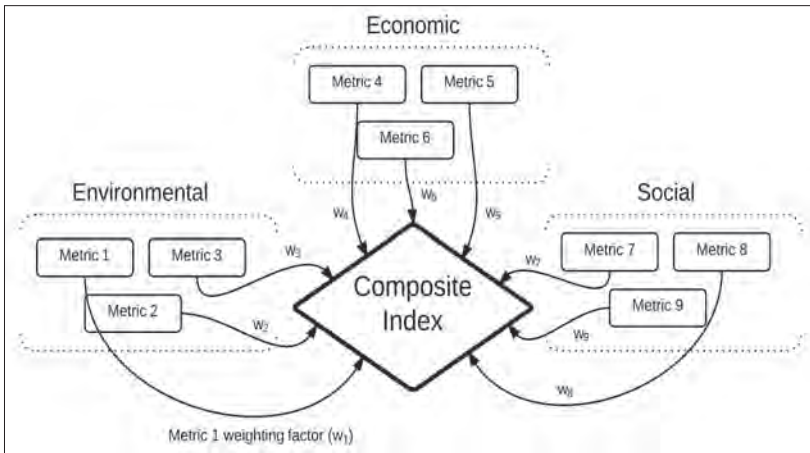 Economic
Metric 4
Metric 5
Metric 6
Environmental
Social
w4
w6
w5
Metric 1
Metric 3
w3
Metric 2
w2
Composite
Index
w7
Metric 7
Metric 8
Metric 9
w9
w8
Metric 1 weighting factor (w1)